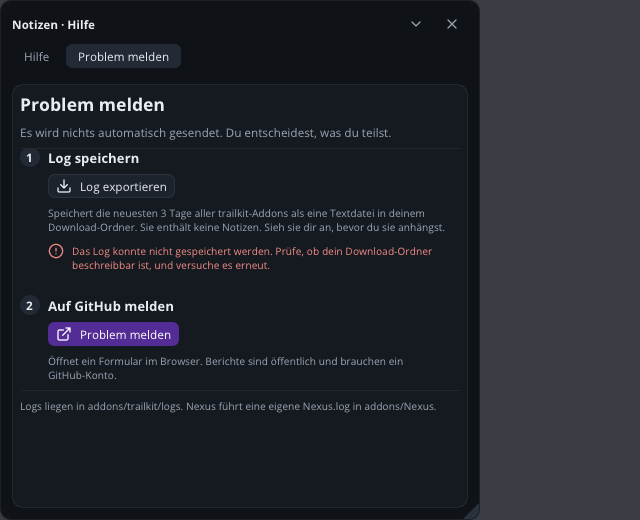 Notizen · Hilfe
Hilfe
Problem melden
Problem melden
Es wird nichts automatisch gesendet. Du entscheidest, was du teilst.
1
Log speichern
Log exportieren
Speichert die neuesten 3 Tage aller trailkit-Addons als eine Textdatei in deinem
Download-Ordner. Sie enthält keine Notizen. Sieh sie dir an, bevor du sie anhängst.
Das Log konnte nicht gespeichert werden. Prüfe, ob dein Download-Ordner
beschreibbar ist, und versuche es erneut.
2
Auf GitHub melden
Problem melden
Öffnet ein Formular im Browser. Berichte sind öffentlich und brauchen ein
GitHub-Konto.
Logs liegen in addons/trailkit/logs. Nexus führt eine eigene Nexus.log in addons/Nexus.